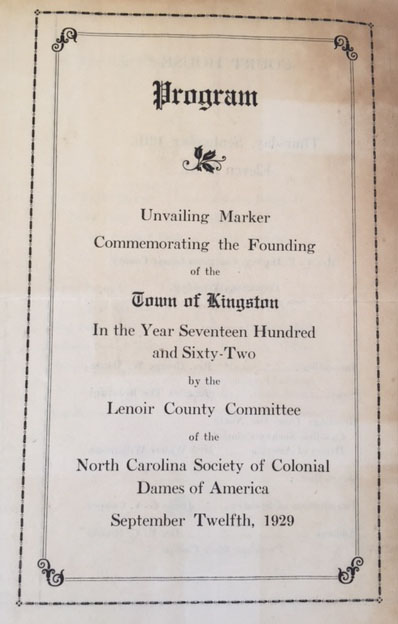 Program
Unvailing Marker
Commemorating the Founding
of the
Town of Kingston
In the Year Seventeen Hundred
and Sixty-Two
by the
Lenoir County Committee
of the
North Carolina Society of Colonial
Dames of America
September Twelfth, 1929